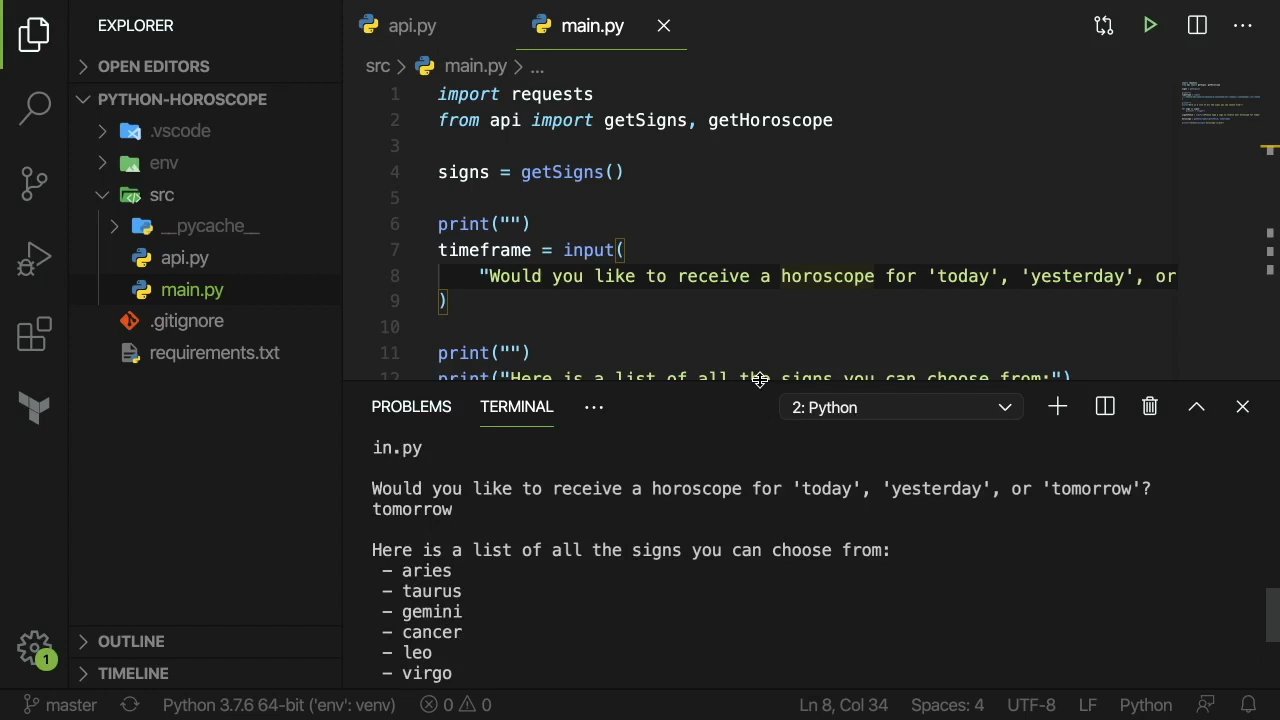 EXPLORER
OPEN EDITORS
PYTHON-HOROSCOPE
.vscode
env
src
__pycache__
api.py
main.py
.gitignore
requirements.txt
OUTLINE
TIMELINE
1
api.py
main.py
src > main.py > ...
1 import requests
2 from api import getSigns, getHoroscope
3
4 signs = getSigns()
5
6 print("")
7 timeframe = input(
8 "Would you like to receive a horoscope for 'today', 'yesterday', or
9 )
10
11 print("")
12 print("Here is a list of all the signs you can choose from:")
PROBLEMS TERMINAL ... 2: Python
in.py
Would you like to receive a horoscope for 'today', 'yesterday', or 'tomorrow'?
tomorrow
Here is a list of all the signs you can choose from:
- aries
- taurus
- gemini
- cancer
- leo
- virgo
master Python 3.7.6 64-bit ('env': venv) 0 0 Ln 8, Col 34 Spaces: 4 UTF-8 LF Python